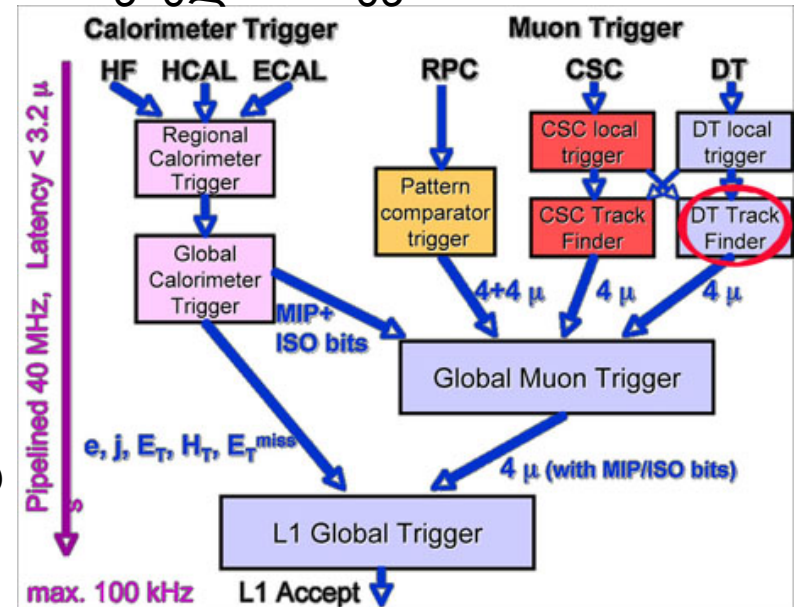 Calorimeter Trigger
Muon Trigger
HF HCAL ECAL
RPC
CSC
DT
Regional
Calorimeter
Trigger
CSC local
trigger
DT local
trigger
Pattern
comparator
trigger
CSC Track
Finder
DT Track
Finder
Global
Calorimeter
Trigger
MIP+
ISO bits
4+4 μ
4 μ
4 μ
Global Muon Trigger
e, j, E_T, H_T, E_T^miss
4 μ (with MIP/ISO bits)
L1 Global Trigger
Pipelined 40 MHz, Latency < 3.2 μ
s
max. 100 kHz
L1 Accept
)